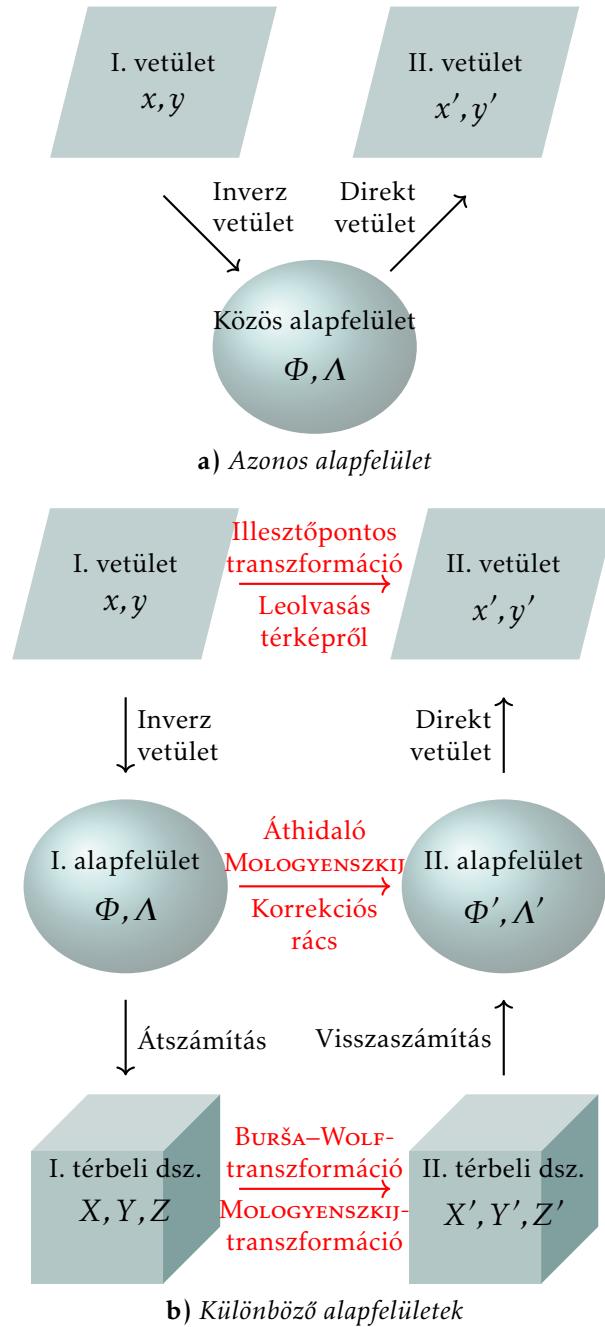 I. vetület
x, y
II. vetület
x′, y′
Inverz
vetület
Direkt
vetület
Közös alapfelület
Φ, Λ
a) Azonos alapfelület
I. vetület
x, y
Illesztőpontos
transzformáció
Leolvasás
térképről
II. vetület
x′, y′
Inverz
vetület
Direkt
vetület
I. alapfelület
Φ, Λ
Áthidaló
MOLOGYENSZKIJ
Korrekciós
rács
II. alapfelület
Φ′, Λ′
Átszámítás
Visszaszámítás
I. térbeli dsz.
X, Y, Z
BURŠA–WOLF-
transzformáció
MOLOGYENSZKIJ-
transzformáció
II. térbeli dsz.
X′, Y′, Z′
b) Különböző alapfelületek